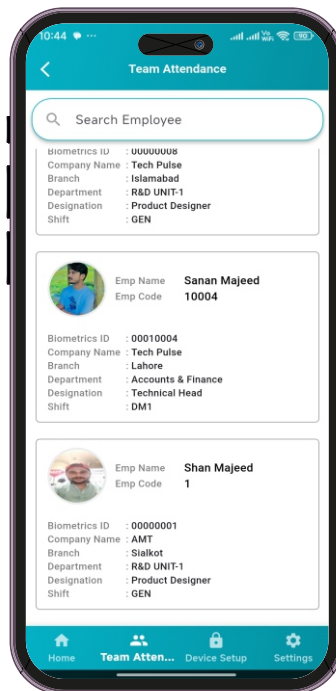 10:44
Vo
WiFi
90
Team Attendance
Search Employee
Biometrics ID : 00000008
Company Name : Tech Pulse
Branch : Islamabad
Department : R&D UNIT-1
Designation : Product Designer
Shift : GEN
Emp Name Sanan Majeed
Emp Code 10004
Biometrics ID : 00010004
Company Name : Tech Pulse
Branch : Lahore
Department : Accounts & Finance
Designation : Technical Head
Shift : DM1
Emp Name Shan Majeed
Emp Code 1
Biometrics ID : 00000001
Company Name : AMT
Branch : Sialkot
Department : R&D UNIT-1
Designation : Product Designer
Shift : GEN
Home Team Atten... Device Setup Settings